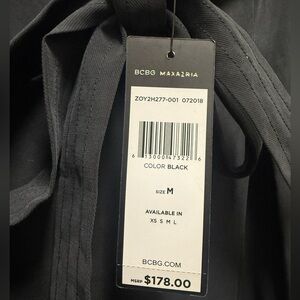 BCBG MAXAZRIA
ZOY2H277-001 072018
6 13000 47322 6
COLOR BLACK
SIZE M
AVAILABLE IN
XS S M L
BCBG.COM
MSRP $178.00